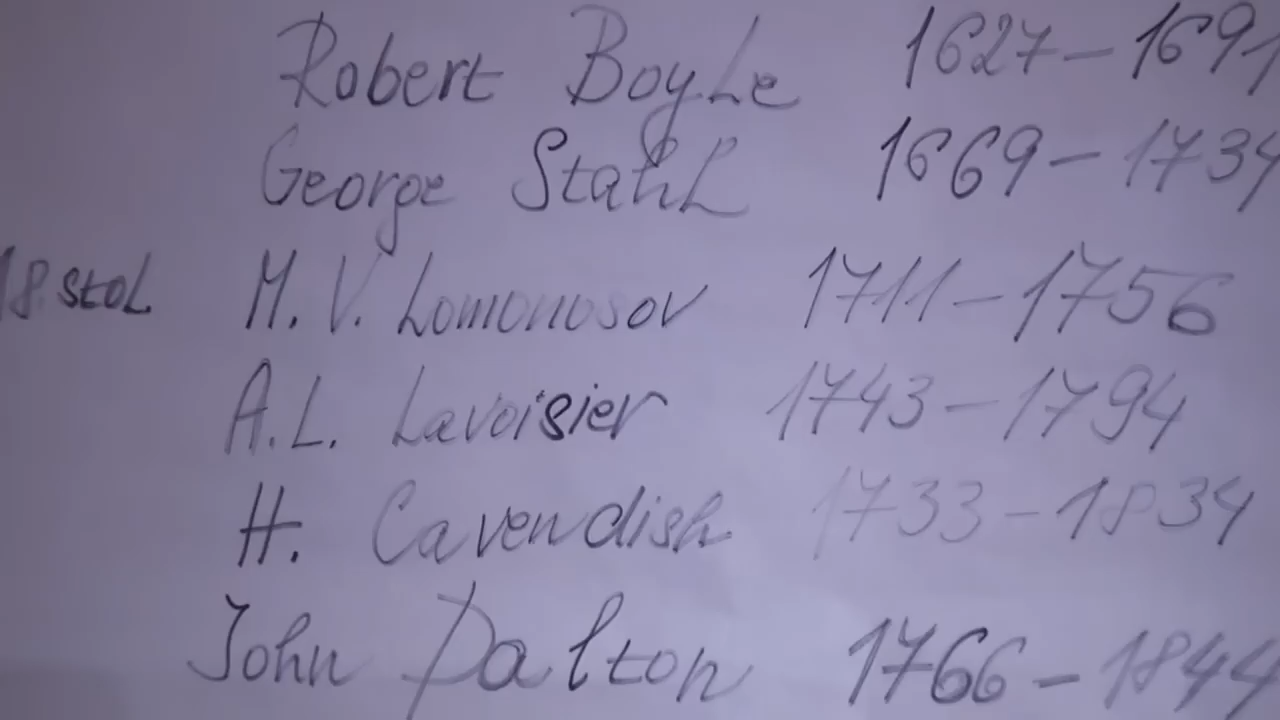 Robert Boyle 1627-1691
George Stahl 1669-1734
18. stol. M. V. Lomonosov 1711-1756
A. L. Lavoisier 1743-1794
H. Cavendish 1733-1834
John Dalton 1766-1844